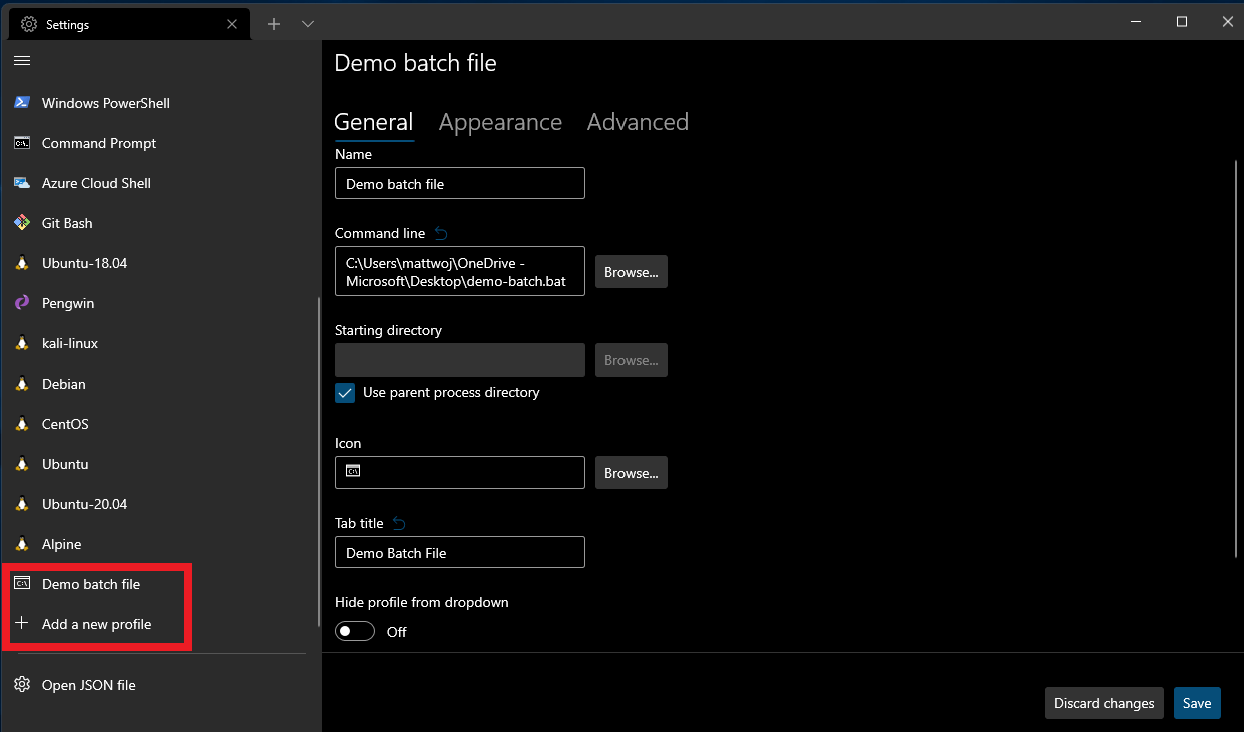 Settings
Windows PowerShell
Command Prompt
Azure Cloud Shell
Git Bash
Ubuntu-18.04
Pengwin
kali-linux
Debian
CentOS
Ubuntu
Ubuntu-20.04
Alpine
Demo batch file
Add a new profile
Open JSON file
Demo batch file
General Appearance Advanced
Name
Demo batch file
Command line
C:\Users\mattwoj\OneDrive -
Microsoft\Desktop\demo-batch.bat
Browse...
Starting directory
Browse...
Use parent process directory
Icon
Browse...
Tab title
Demo Batch File
Hide profile from dropdown
Off
Discard changes Save